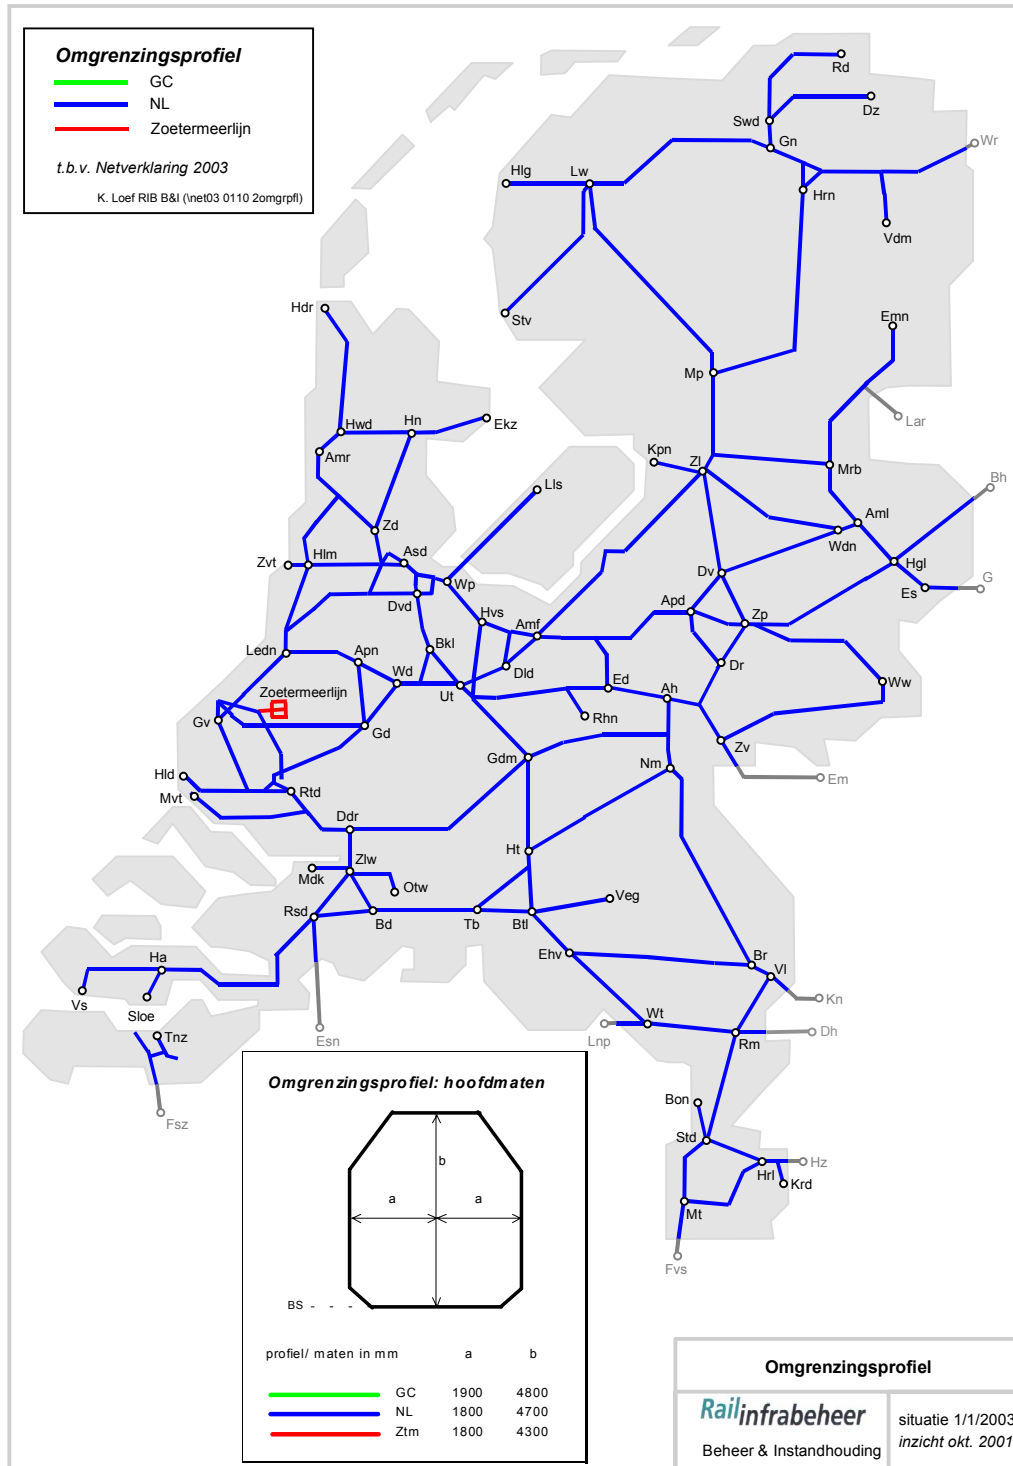 Omgrenzingsprofiel
GC
NL
Zoetermeerlijn
t.b.v. Netverklaring 2003
K. Loef RIB B&I (\net03 0110 2omgrpfl)
Rd
Dz
Swd
Gn
Wr
Hlg
Lw
Hrn
Vdm
Hdr
Stv
Emn
Mp
Lar
Hwd
Hn
Ekz
Amr
Kpn
Zl
Mrb
Bh
Lls
Zd
Aml
Wdn
Zvt
Hlm
Asd
Wp
Dv
Hgl
Es
G
Dvd
Hvs
Amf
Apd
Zp
Ledn
Apn
Bkl
Wd
Dld
Dr
Ut
Ed
Ah
Ww
Zoetermeerlijn
Gv
Gd
Rhn
Zv
Gdm
Nm
Em
Hld
Mvt
Rtd
Ddr
Ht
Zlw
Mdk
Otw
Veg
Rsd
Bd
Tb
Btl
Ehv
Br
Vl
Ha
Vs
Sloe
Kn
Tnz
Esn
Lnp
Wt
Rm
Dh
Fsz
Bon
Std
Hrl
Hz
Krd
Mt
Fvs
Omgrenzingsprofiel: hoofdmaten
b
a a
BS - - -
profiel/ maten in mm a b
GC 1900 4800
NL 1800 4700
Ztm 1800 4300
Omgrenzingsprofiel
Railinfrabeheer
Beheer & Instandhouding
situatie 1/1/2003
inzicht okt. 2001